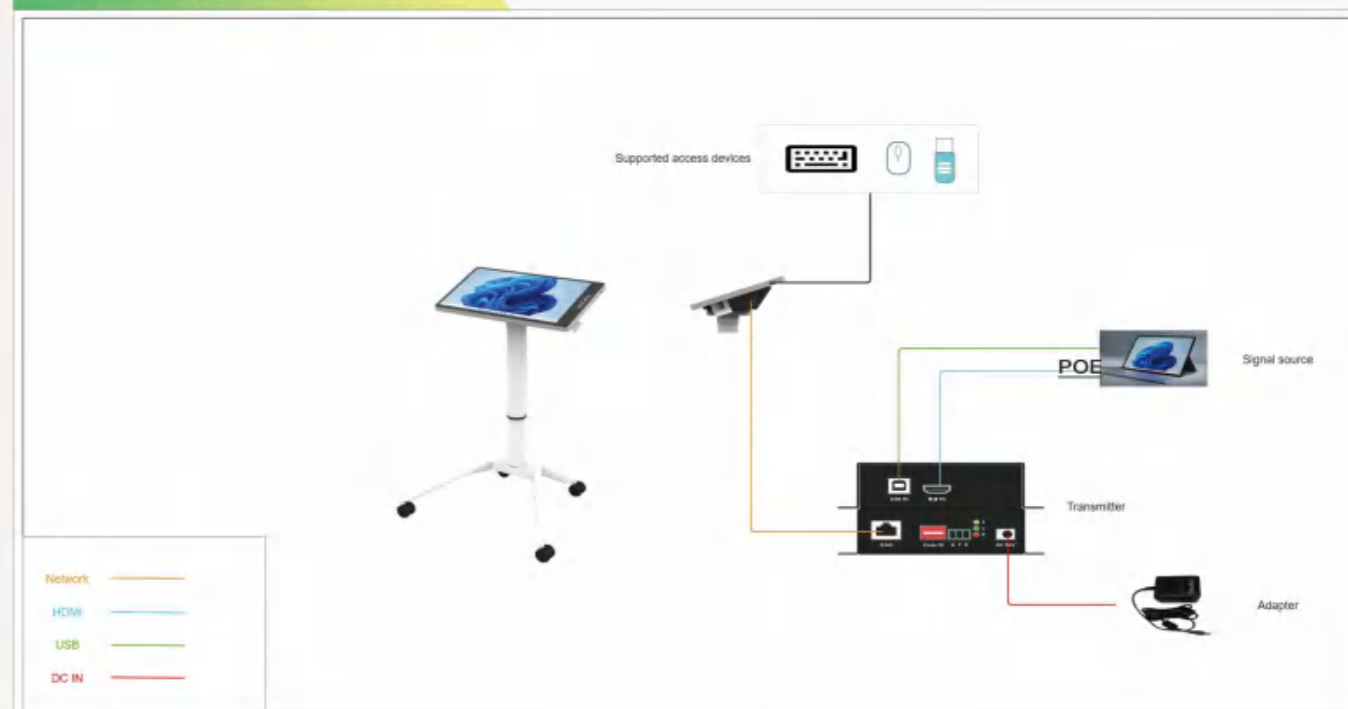 Supported access devices
POE
Signal source
Transmitter
Adapter
Network
HDMI
USB
DC IN